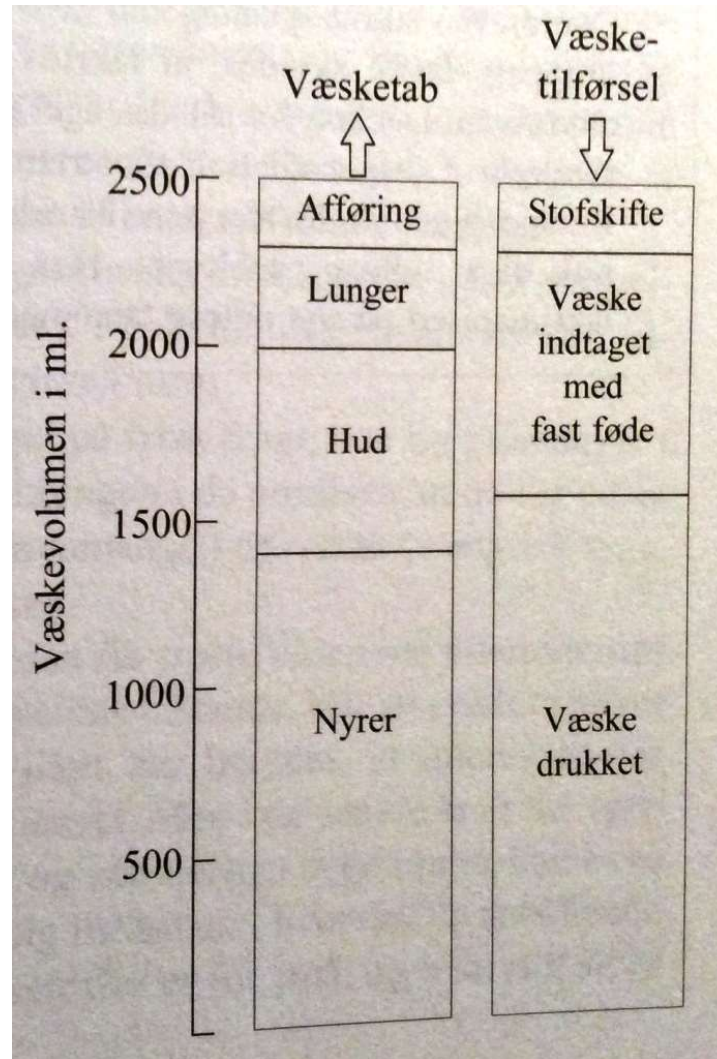 Væsketab
Væske-
tilførsel
Væskevolumen i ml.
2500
2000
1500
1000
500
Afføring
Lunger
Hud
Nyrer
Stofskifte
Væske
indtaget
med
fast føde
Væske
drukket